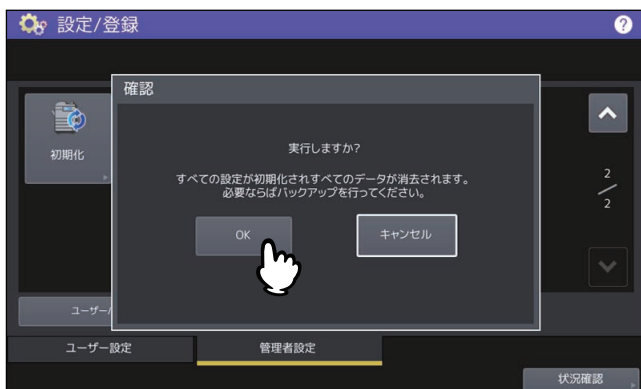 設定/登録
?
確認
初期化
実行しますか?
すべての設定が初期化されすべてのデータが消去されます。
必要ならばバックアップを行ってください。
2
2
OK
キャンセル
ユーザー
ユーザー設定
管理者設定
状況確認